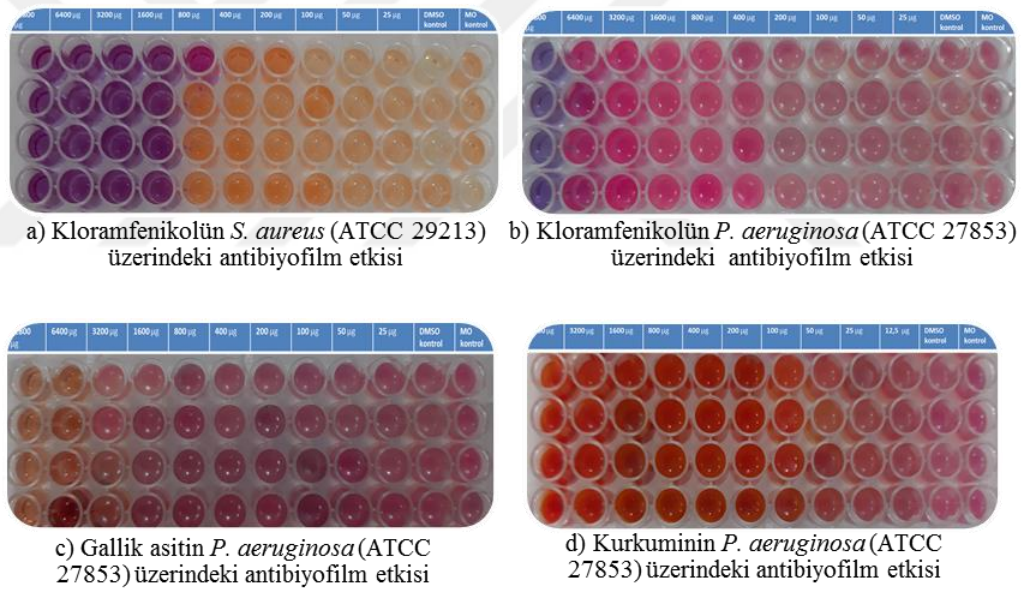 800 µg 6400 µg 3200 µg 1600 µg 800 µg 400 µg 200 µg 100 µg 50 µg 25 µg DMSO kontrol MO kontrol
a) Kloramfenikolün S. aureus (ATCC 29213)
üzerindeki antibiyofilm etkisi
800 6400 µg 3200 µg 1600 µg 800 µg 400 µg 200 µg 100 µg 50 µg 25 µg DMSO kontrol MO kontrol
b) Kloramfenikolün P. aeruginosa (ATCC 27853)
üzerindeki antibiyofilm etkisi
800 µg 6400 µg 3200 µg 1600 µg 800 µg 400 µg 200 µg 100 µg 50 µg 25 µg DMSO kontrol MO kontrol
c) Gallik asitin P. aeruginosa (ATCC
27853) üzerindeki antibiyofilm etkisi
µg 3200 µg 1600 µg 800 µg 400 µg 200 µg 100 µg 50 µg 25 µg 12,5 µg DMSO kontrol MO kontrol
d) Kurkuminin P. aeruginosa (ATCC
27853) üzerindeki antibiyofilm etkisi